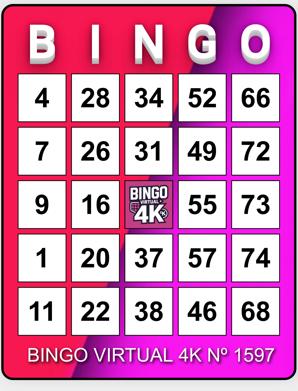 BINGO
4 28 34 52 66
7 26 31 49 72
9 16 BINGO VIRTUAL 4K 55 73
1 20 37 57 74
11 22 38 46 68
BINGO VIRTUAL 4K Nº 1597